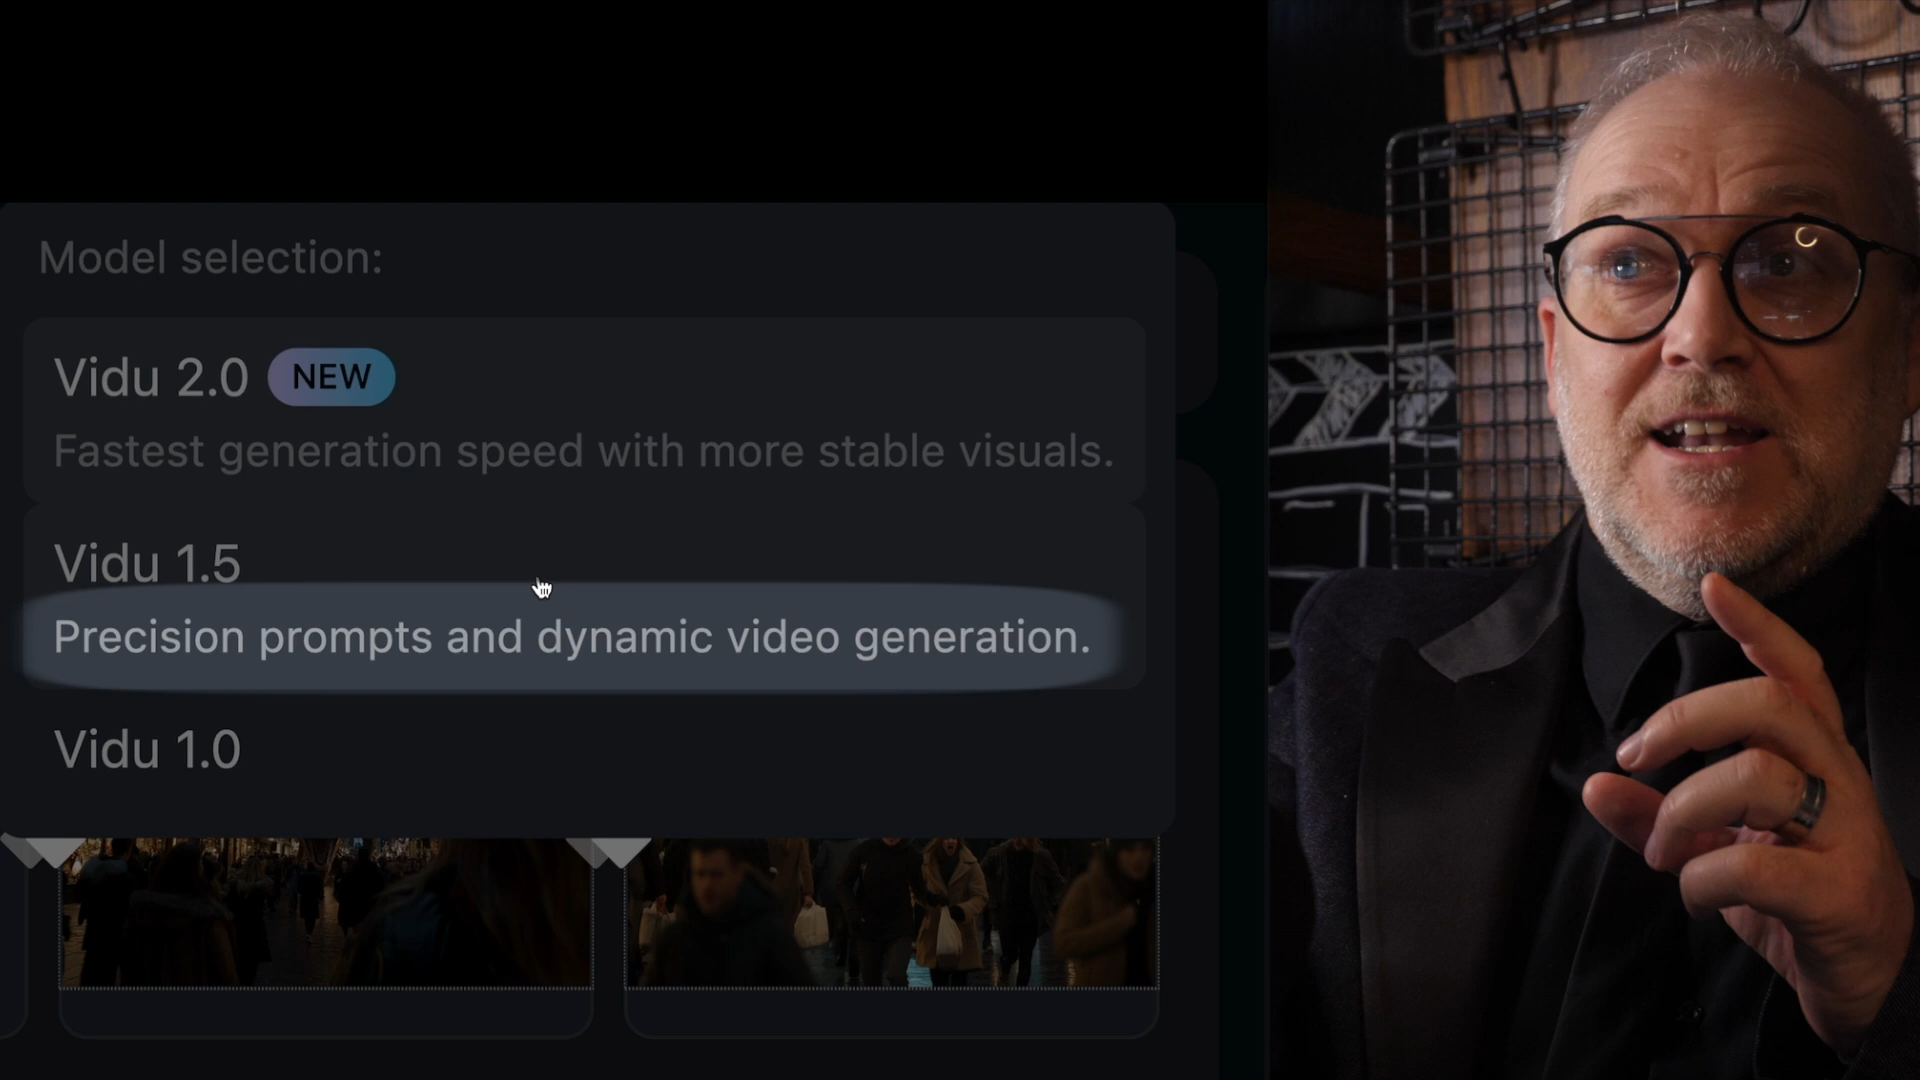 Model selection:
Vidu 2.0 NEW
Fastest generation speed with more stable visuals.
Vidu 1.5
Precision prompts and dynamic video generation.
Vidu 1.0